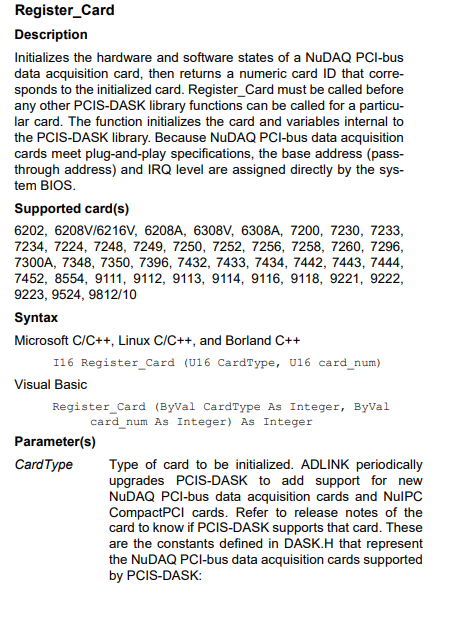 Register_Card
Description
Initializes the hardware and software states of a NuDAQ PCI-bus
data acquisition card, then returns a numeric card ID that corre-
sponds to the initialized card. Register_Card must be called before
any other PCIS-DASK library functions can be called for a particu-
lar card. The function initializes the card and variables internal to
the PCIS-DASK library. Because NuDAQ PCI-bus data acquisition
cards meet plug-and-play specifications, the base address (pass-
through address) and IRQ level are assigned directly by the sys-
tem BIOS.
Supported card(s)
6202, 6208V/6216V, 6208A, 6308V, 6308A, 7200, 7230, 7233,
7234, 7224, 7248, 7249, 7250, 7252, 7256, 7258, 7260, 7296,
7300A, 7348, 7350, 7396, 7432, 7433, 7434, 7442, 7443, 7444,
7452, 8554, 9111, 9112, 9113, 9114, 9116, 9118, 9221, 9222,
9223, 9524, 9812/10
Syntax
Microsoft C/C++, Linux C/C++, and Borland C++
I16 Register_Card (U16 CardType, U16 card_num)
Visual Basic
Register_Card (ByVal CardType As Integer, ByVal
card_num As Integer) As Integer
Parameter(s)
CardType Type of card to be initialized. ADLINK periodically
upgrades PCIS-DASK to add support for new
NuDAQ PCI-bus data acquisition cards and NuIPC
CompactPCI cards. Refer to release notes of the
card to know if PCIS-DASK supports that card. These
are the constants defined in DASK.H that represent
the NuDAQ PCI-bus data acquisition cards supported
by PCIS-DASK: